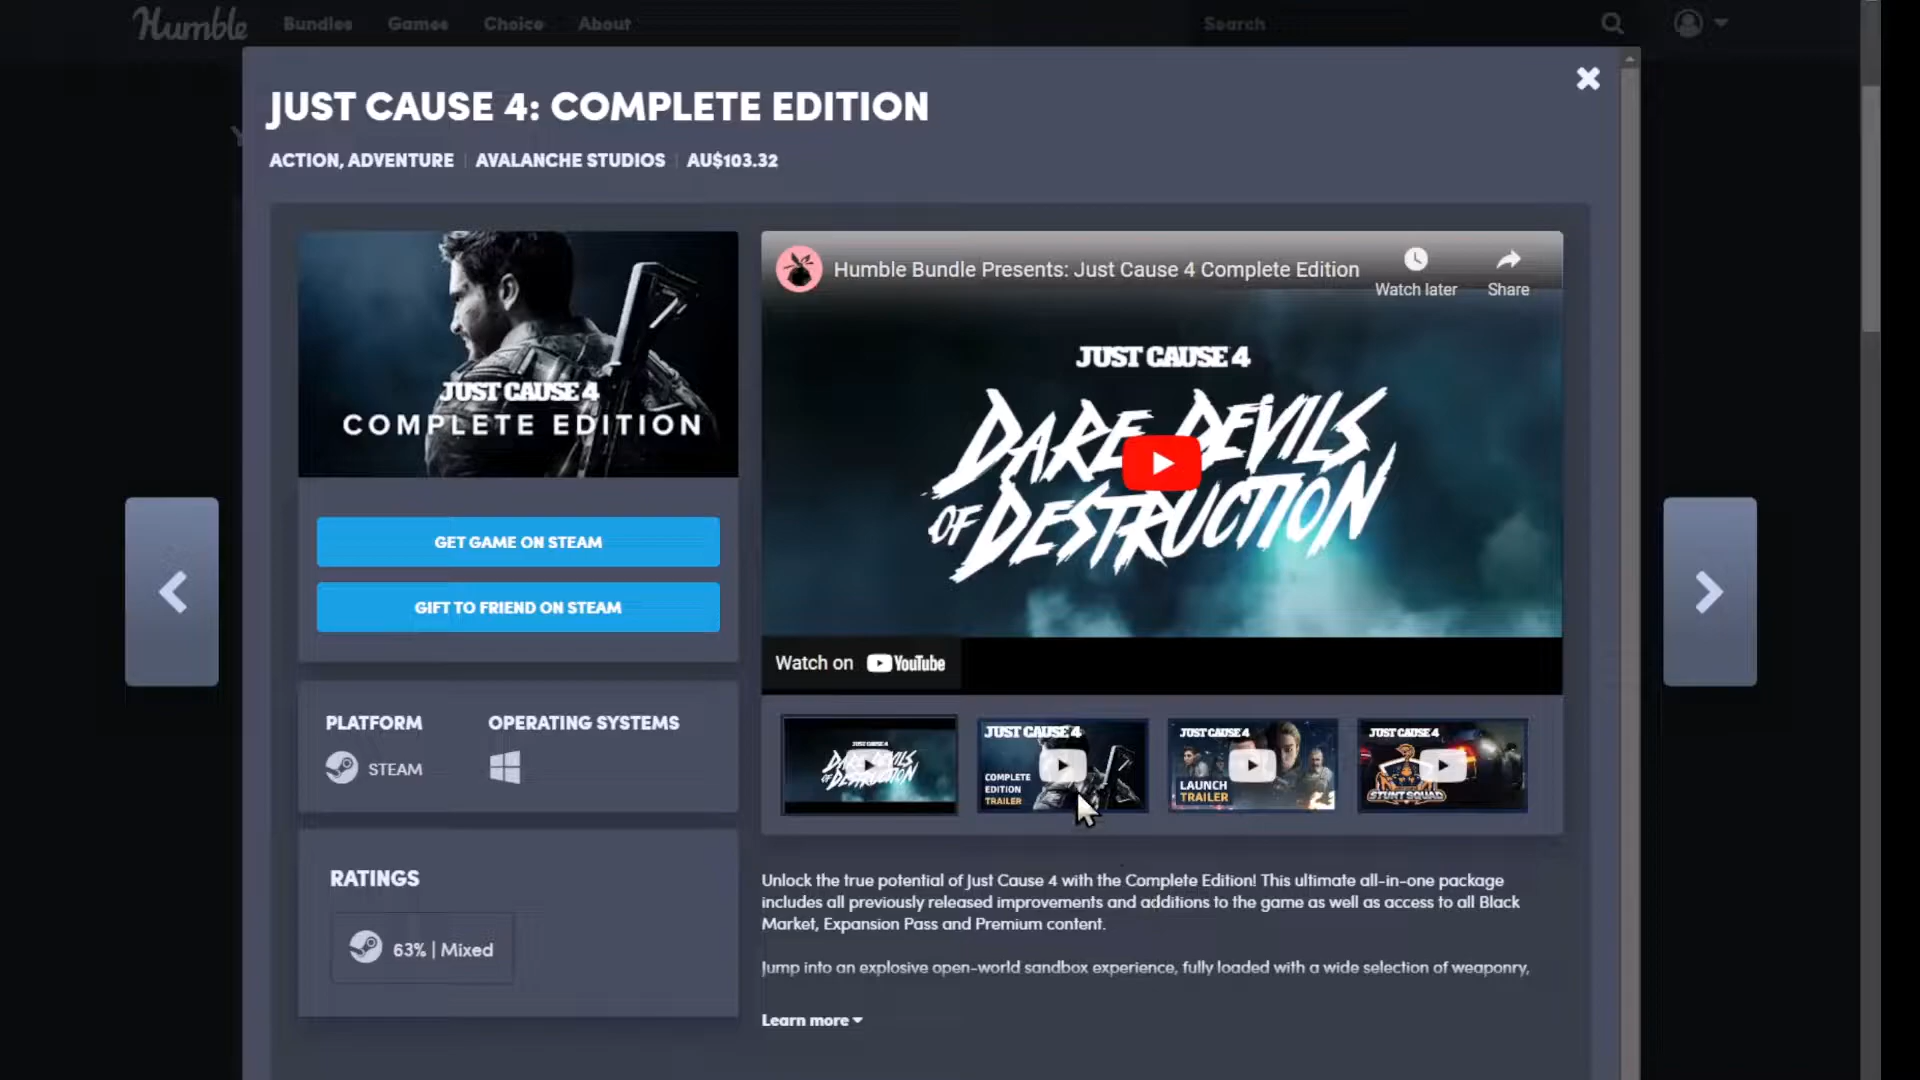 Humble
Bundles
Games
Choice
About
Search
JUST CAUSE 4: COMPLETE EDITION
ACTION, ADVENTURE | AVALANCHE STUDIOS | AU$103.32
JUST CAUSE 4
COMPLETE EDITION
GET GAME ON STEAM
GIFT TO FRIEND ON STEAM
PLATFORM
STEAM
OPERATING SYSTEMS
RATINGS
63% | Mixed
Humble Bundle Presents: Just Cause 4 Complete Edition
Watch later
Share
JUST CAUSE 4
DARE DEVILS
OF DESTRUCTION
Watch on YouTube
JUST CAUSE 4
DARE DEVILS
OF DESTRUCTION
JUST CAUSE 4
COMPLETE
EDITION
TRAILER
JUST CAUSE 4
LAUNCH
TRAILER
JUST CAUSE 4
STUNT SQUAD
Unlock the true potential of Just Cause 4 with the Complete Edition! This ultimate all-in-one package
includes all previously released improvements and additions to the game as well as access to all Black
Market, Expansion Pass and Premium content.
Jump into an explosive open-world sandbox experience, fully loaded with a wide selection of weaponry,
Learn more